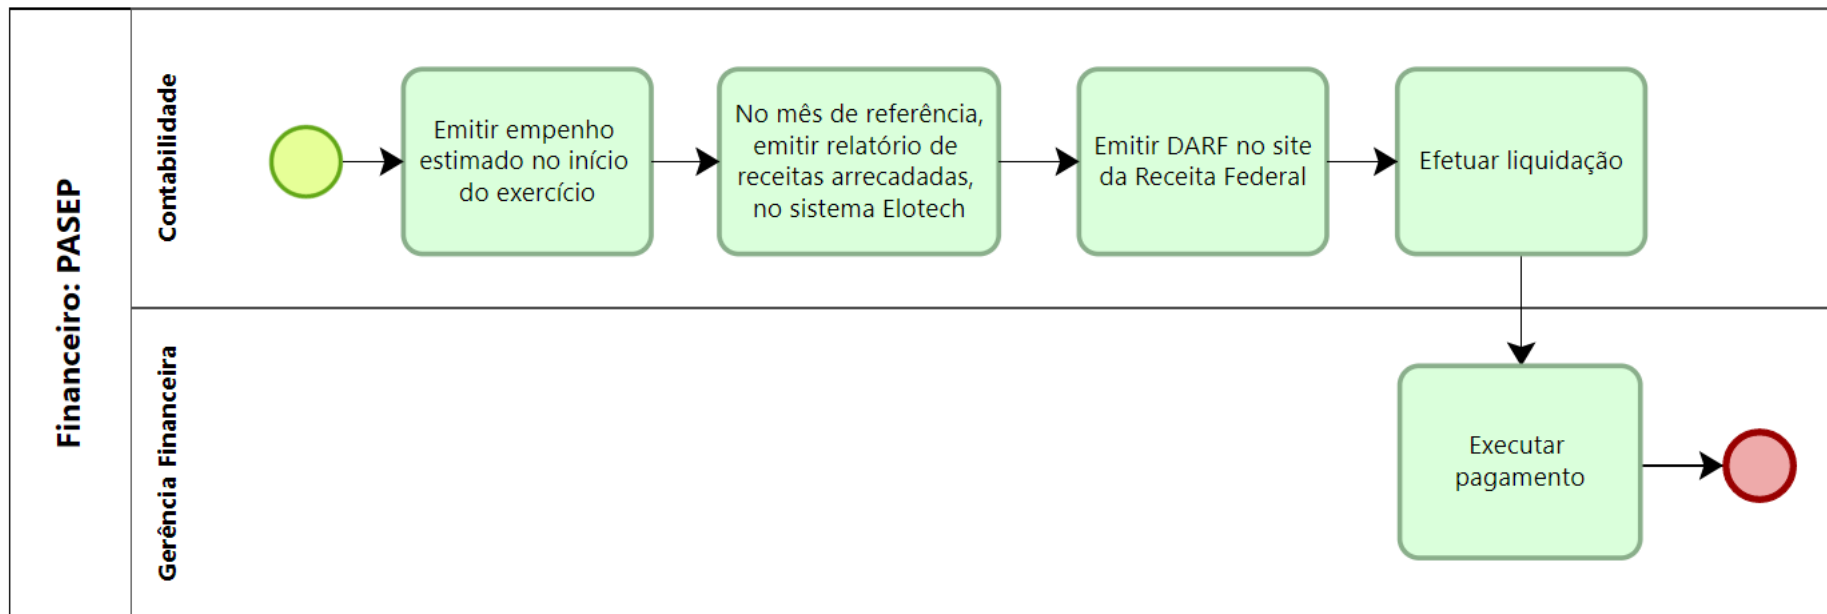 Financeiro: PASEP
Contabilidade
Emitir empenho
estimado no início
do exercício
No mês de referência,
emitir relatório de
receitas arrecadadas,
no sistema Elotech
Emitir DARF no site
da Receita Federal
Efetuar liquidação
Gerência Financeira
Executar
pagamento